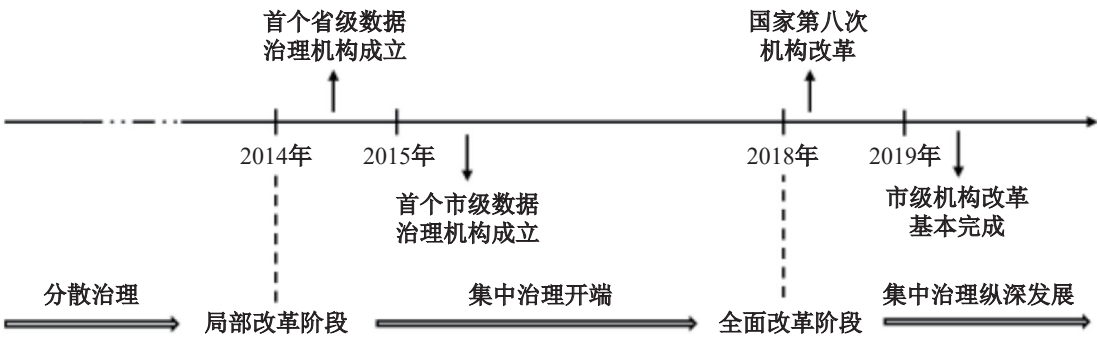 首个省级数据
治理机构成立
国家第八次
机构改革
2014年
2015年
2018年
2019年
首个市级数据
治理机构成立
市级机构改革
基本完成
分散治理
集中治理开端
集中治理纵深发展
局部改革阶段
全面改革阶段